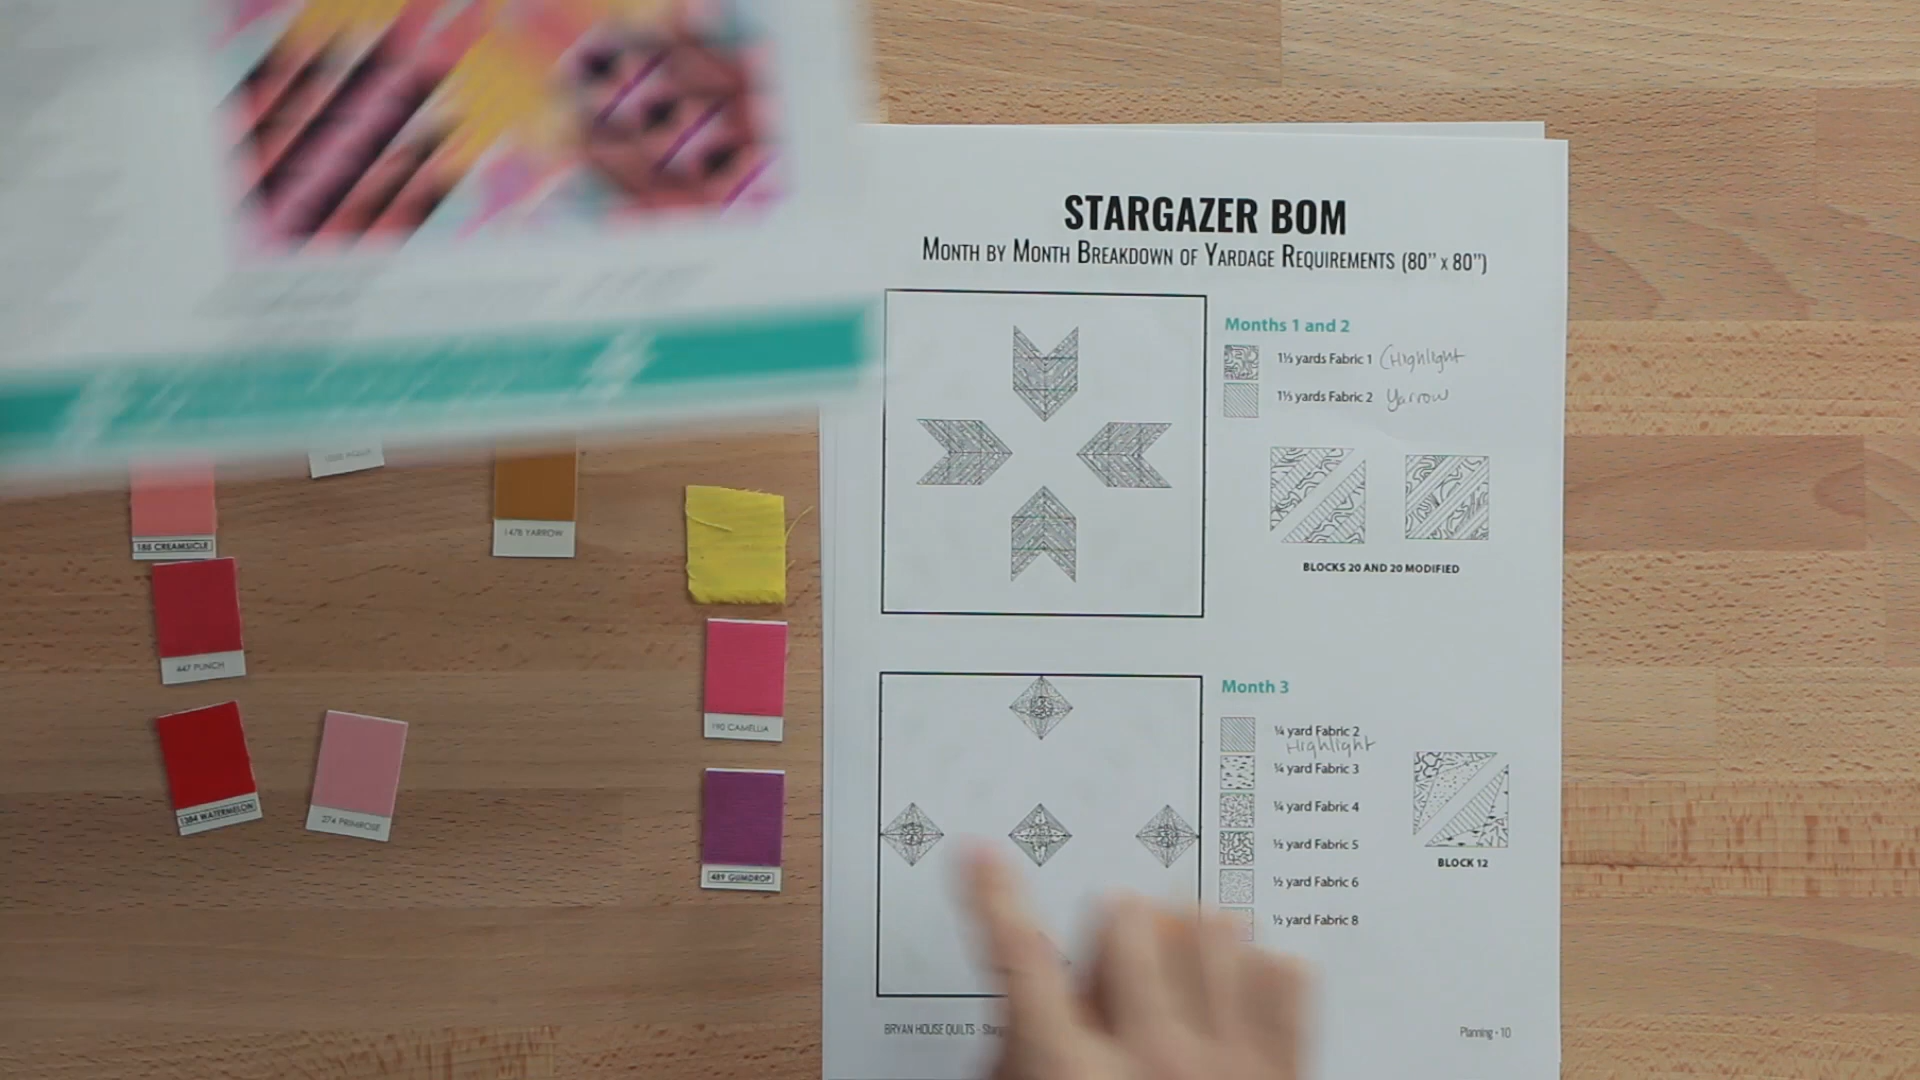 STARGAZER BOM
MONTH BY MONTH BREAKDOWN OF YARDAGE REQUIREMENTS (80" x 80")
Months 1 and 2
1⅓ yards Fabric 1 (Highlight
1⅓ yards Fabric 2 Yarrow
BLOCKS 20 AND 20 MODIFIED
Month 3
¼ yard Fabric 2
Highlight
¼ yard Fabric 3
¼ yard Fabric 4
½ yard Fabric 5
½ yard Fabric 6
½ yard Fabric 8
BLOCK 12
BRYAN HOUSE QUILTS -
Planning - 10
188 CREAMSICLE
1478 YARROW
447 PUNCH
1384 WATERMELON
274 PRIMROSE
190 CAMELLIA
489 GUMDROP